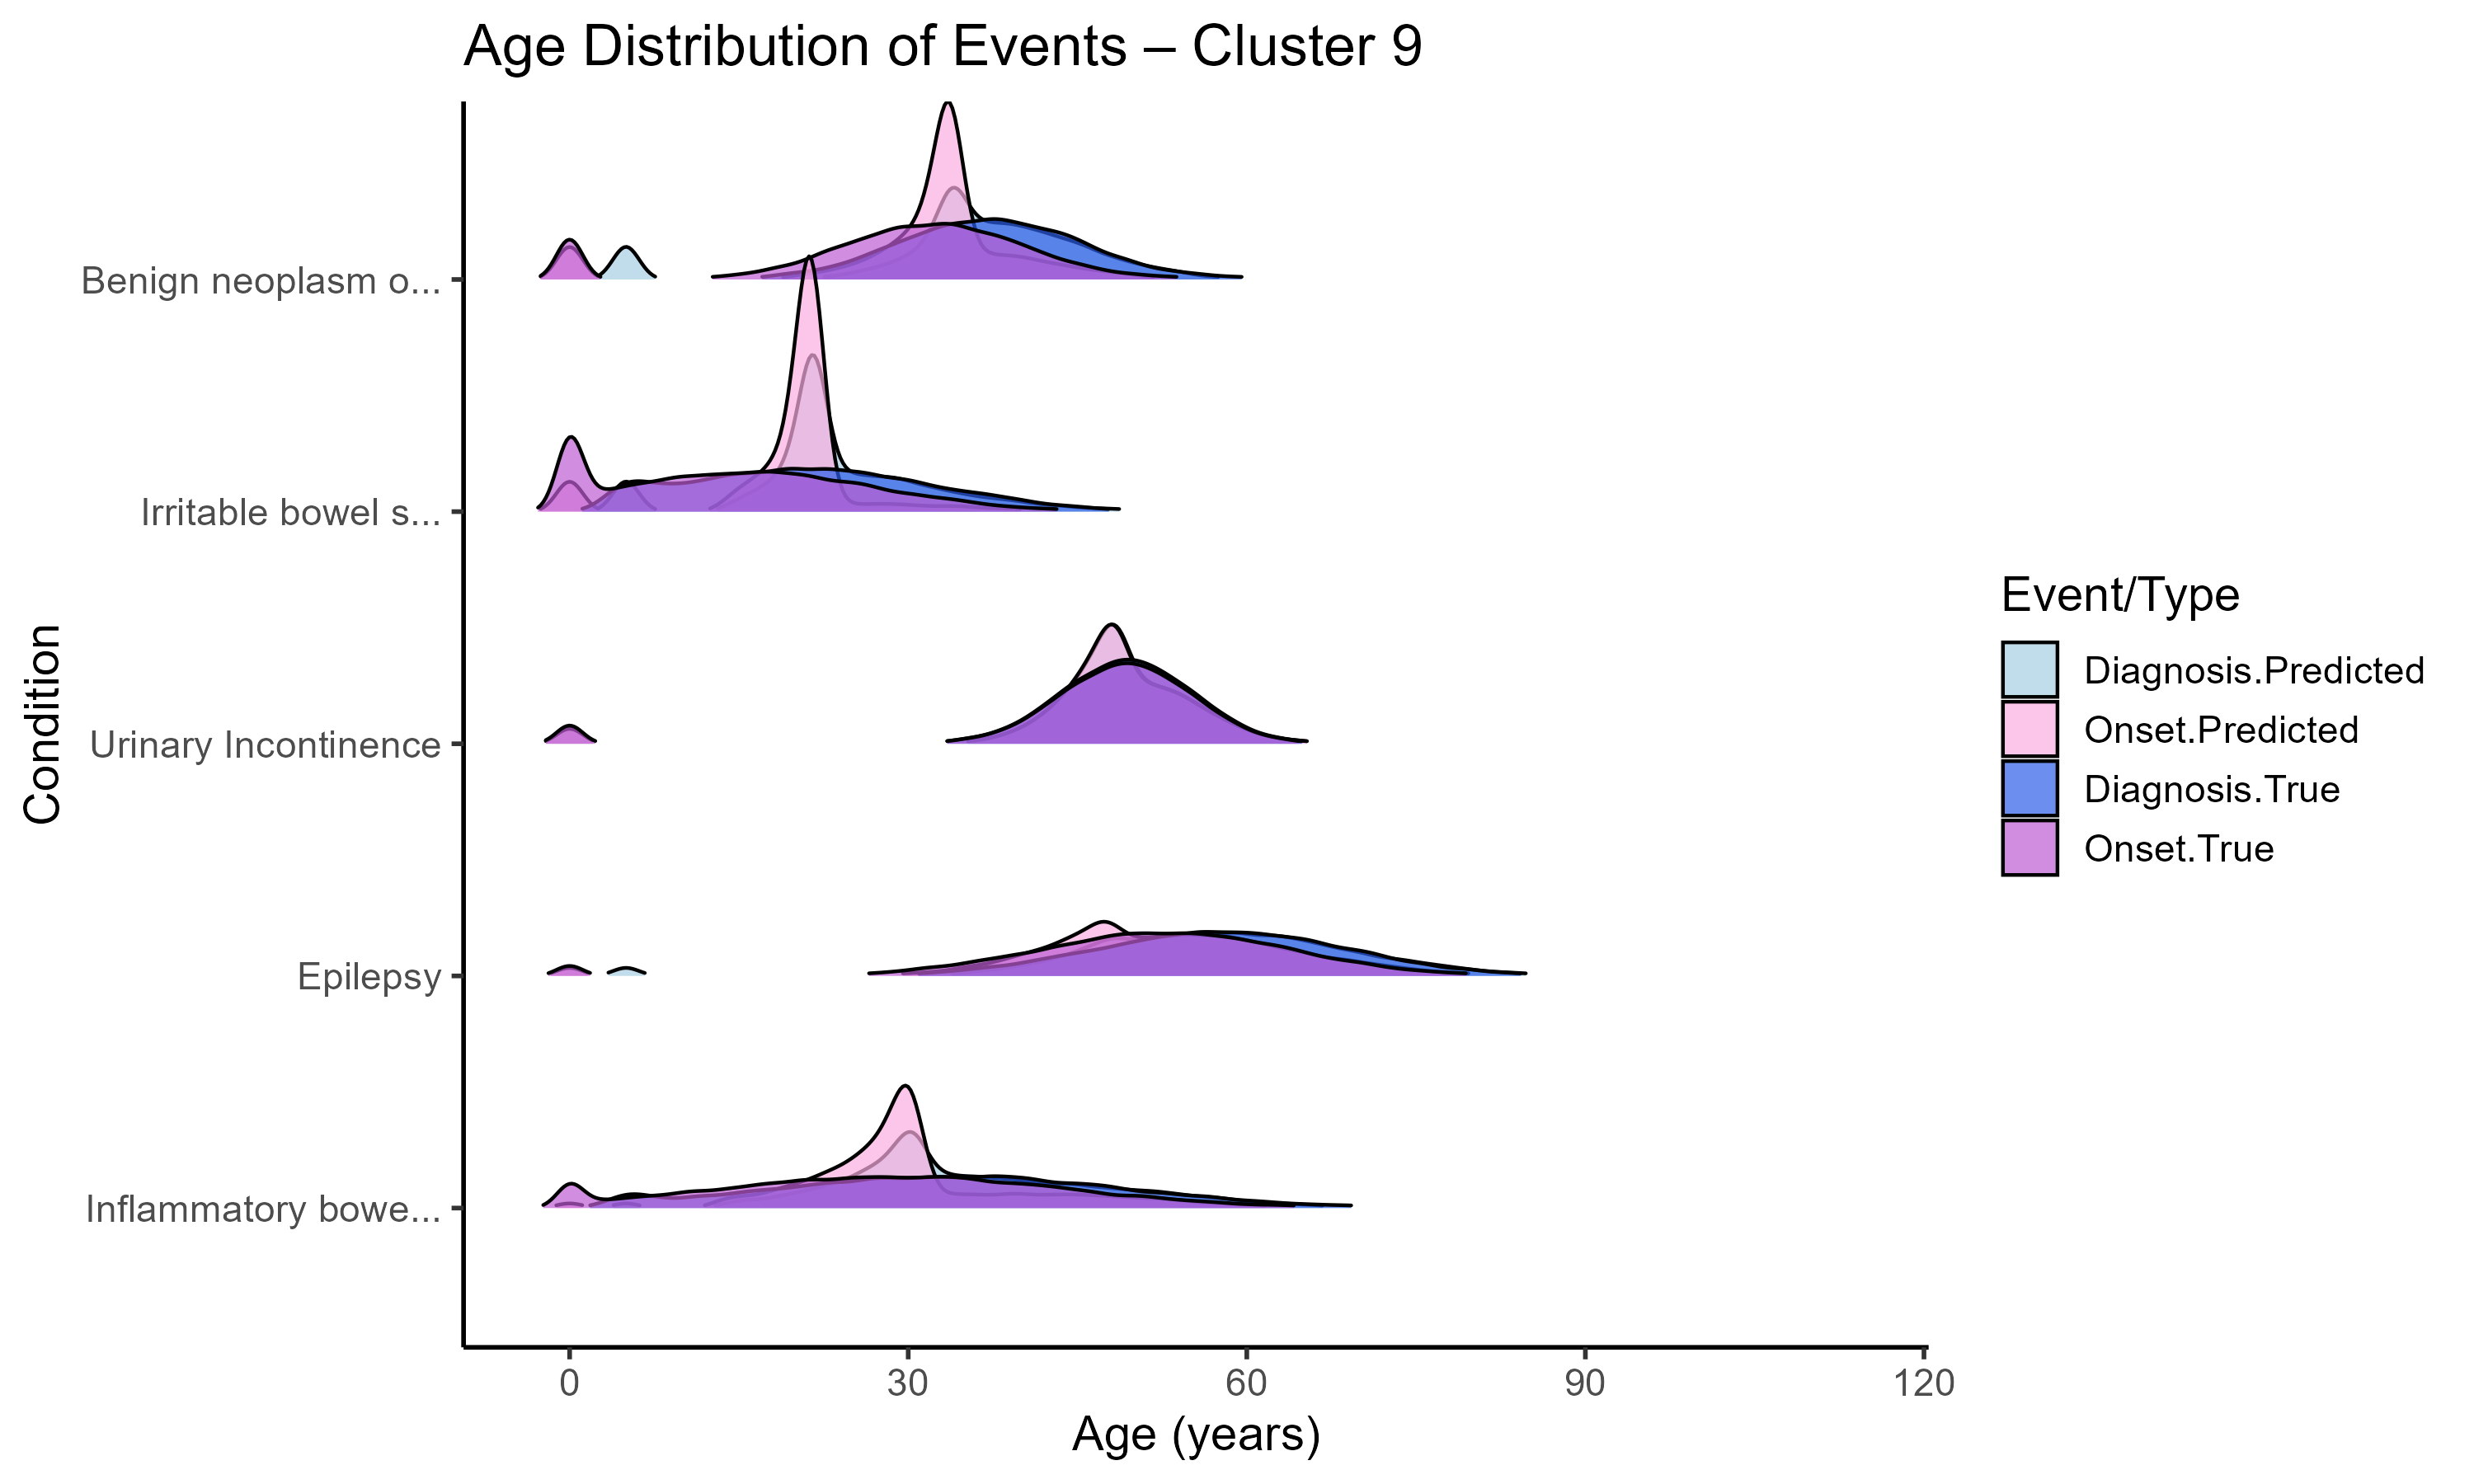 Age Distribution of Events – Cluster 9
Benign neoplasm o...
Irritable bowel s...
Urinary Incontinence
Epilepsy
Inflammatory bowe...
Condition
0
30
60
90
120
Age (years)
Event/Type
Diagnosis.Predicted
Onset.Predicted
Diagnosis.True
Onset.True